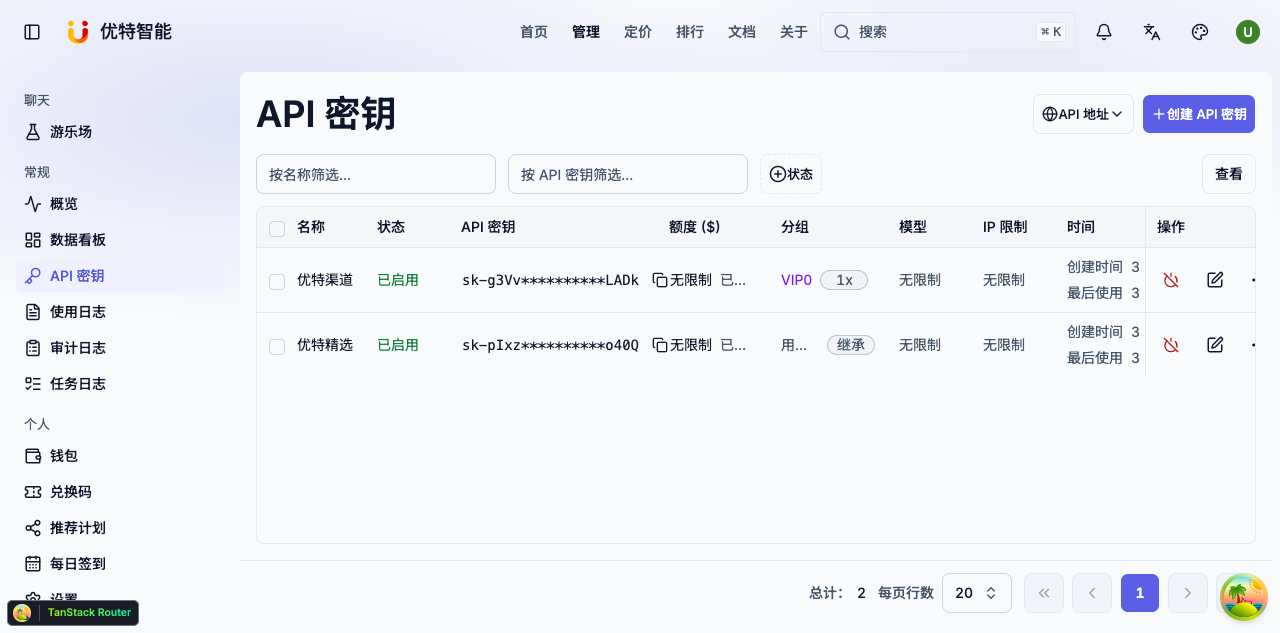 优特智能
首页 管理 定价 排行 文档 关于 搜索 ⌘ K U
聊天
游乐场
常规
概览
数据看板
API 密钥
使用日志
审计日志
任务日志
个人
钱包
兑换码
推荐计划
每日签到
TanStack Router
API 密钥
API 地址 创建 API 密钥
按名称筛选... 按 API 密钥筛选... 状态 查看
名称 状态 API 密钥 额度 ($) 分组 模型 IP 限制 时间 操作
优特渠道 已启用 sk-g3Vv**********LADk 无限制 已... VIP0 1x 无限制 无限制 创建时间 3
最后使用 3
优特精选 已启用 sk-pIxz**********o40Q 无限制 已... 用... 继承 无限制 无限制 创建时间 3
最后使用 3
总计: 2 每页行数 20 1